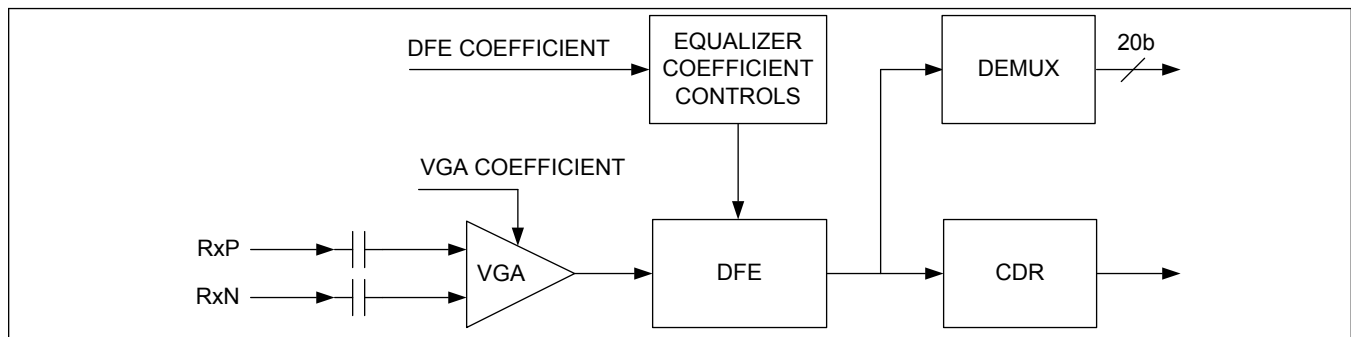 DFE COEFFICIENT
EQUALIZER
COEFFICIENT
CONTROLS
DEMUX
20b
VGA COEFFICIENT
RxP
RxN
VGA
DFE
CDR